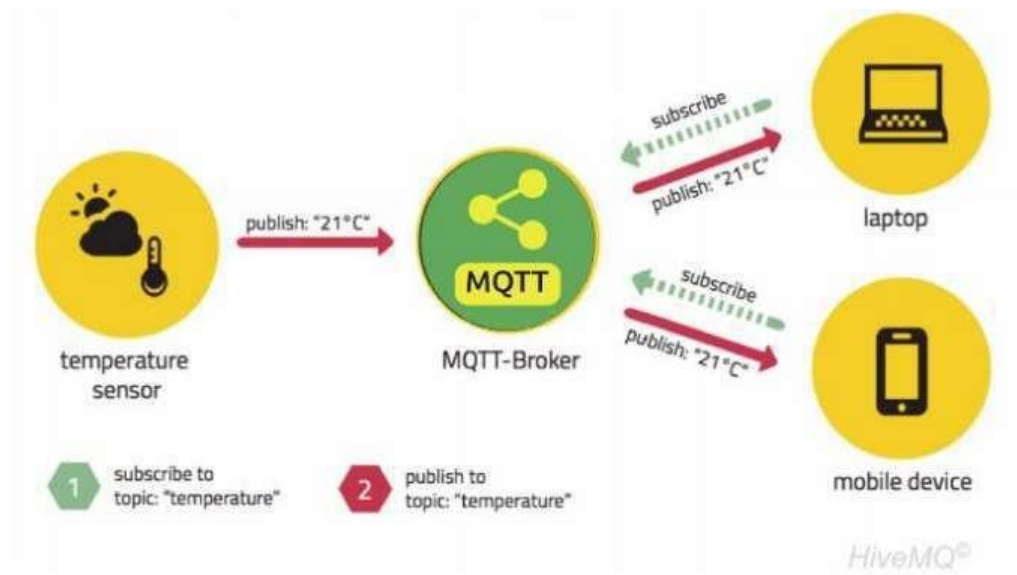 subscribe
publish: "21°C"
laptop
publish: "21°C"
MQTT
temperature
sensor
MQTT-Broker
subscribe
publish: "21°C"
mobile device
1
subscribe to
topic: "temperature"
2
publish to
topic: "temperature"
HiveMQ©